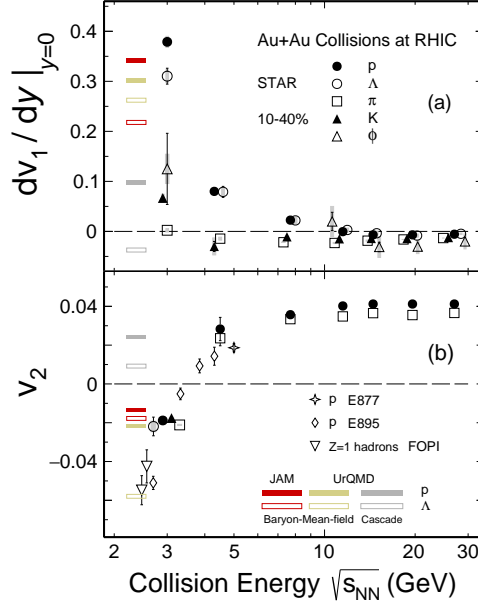 dv1 / dy |y=0
0.4
0.3
0.2
0.1
0
Au+Au Collisions at RHIC
p
STAR
Λ
(a)
π
10-40%
K
ϕ
v2
0.04
0
−0.04
(b)
p E877
p E895
Z=1 hadrons FOPI
JAM UrQMD
p
Λ
Baryon-Mean-field Cascade
2 3 4 5 10 20 30
Collision Energy √sNN (GeV)